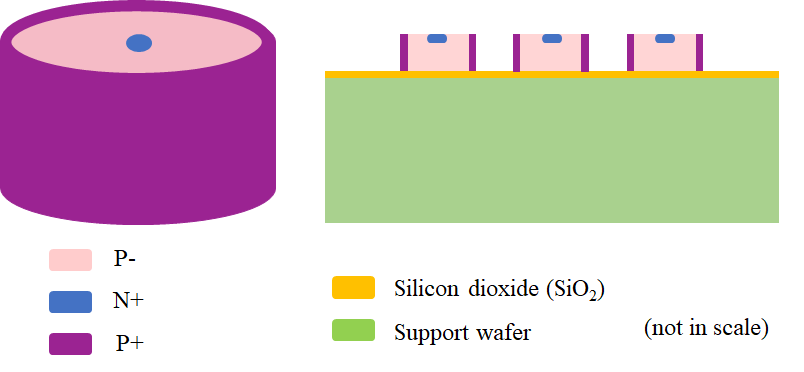 P-
N+
P+
Silicon dioxide (SiO₂)
Support wafer
(not in scale)